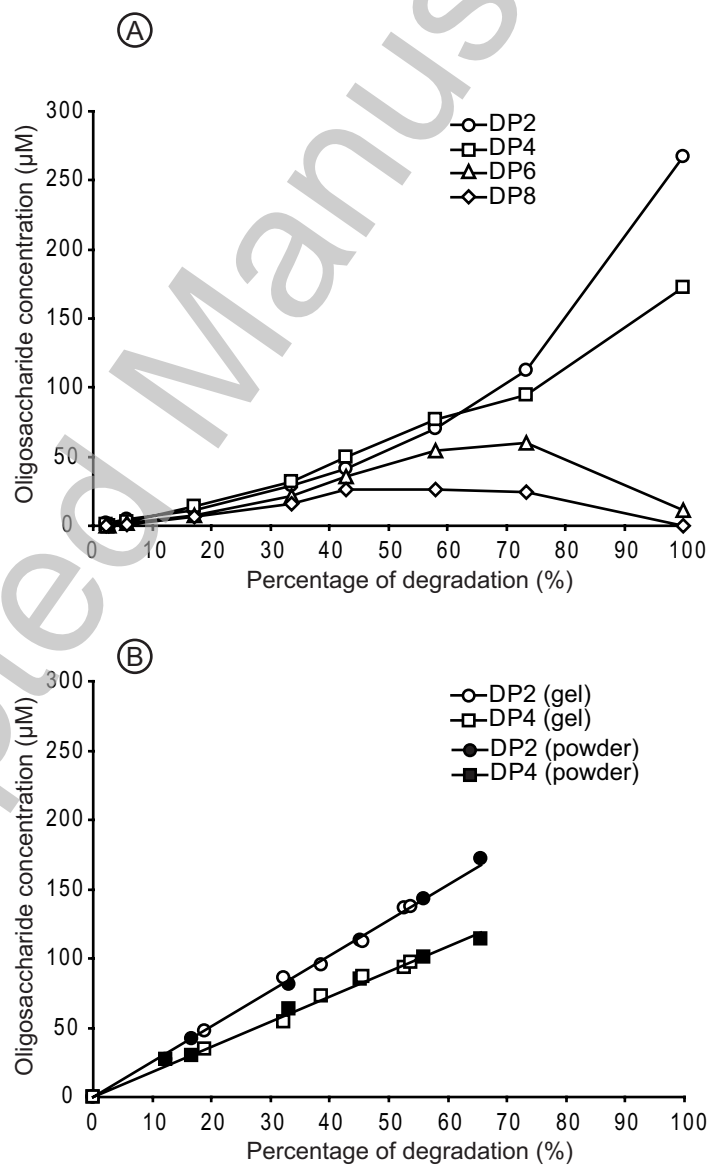 A
300
250
200
150
100
50
0
Oligosaccharide concentration (µM)
DP2
DP4
DP6
DP8
0 10 20 30 40 50 60 70 80 90 100
Percentage of degradation (%)
B
300
250
200
150
100
50
0
Oligosaccharide concentration (µM)
DP2 (gel)
DP4 (gel)
DP2 (powder)
DP4 (powder)
0 10 20 30 40 50 60 70 80 90 100
Percentage of degradation (%)
pted Manus